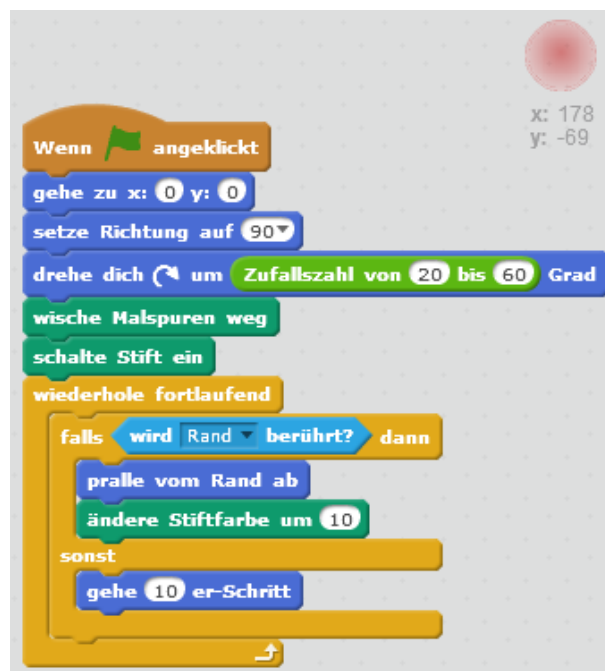 x: 178
y: -69
Wenn angeklickt
gehe zu x: 0 y: 0
setze Richtung auf 90
drehe dich um Zufallszahl von 20 bis 60 Grad
wische Malspuren weg
schalte Stift ein
wiederhole fortlaufend
falls wird Rand berührt? dann
pralle vom Rand ab
ändere Stiftfarbe um 10
sonst
gehe 10 er-Schritt